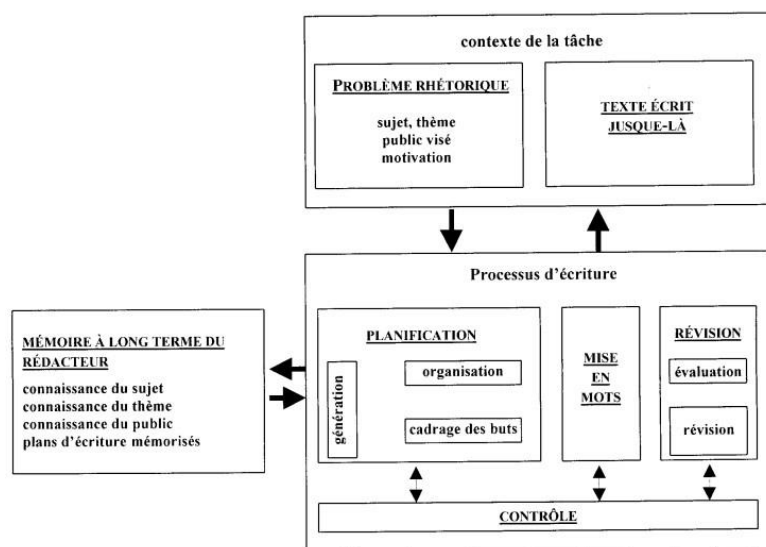 contexte de la tâche
PROBLÈME RHÉTORIQUE
sujet, thème
public visé
motivation
TEXTE ÉCRIT
JUSQUE-LÀ
Processus d'écriture
MÉMOIRE À LONG TERME DU
RÉDACTEUR
connaissance du sujet
connaissance du thème
connaissance du public
plans d'écriture mémorisés
PLANIFICATION
génération
organisation
cadrage des buts
MISE
EN
MOTS
RÉVISION
évaluation
révision
CONTRÔLE